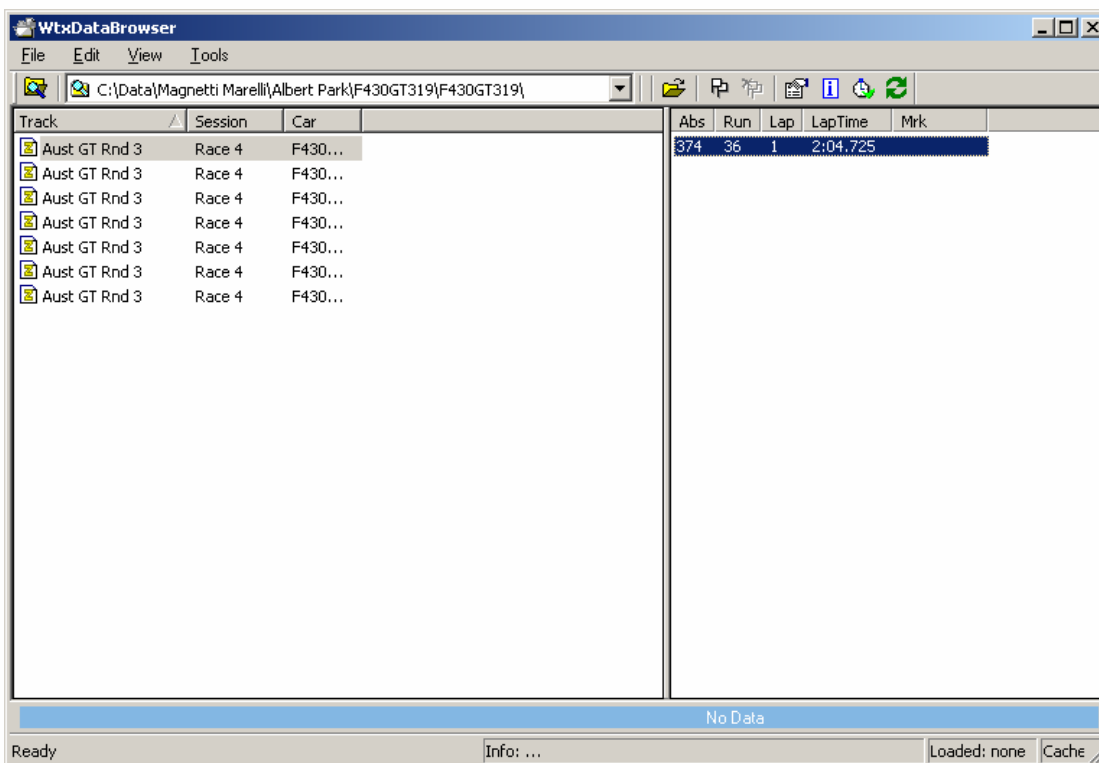 WtxDataBrowser
File Edit View Tools
C:\Data\Magnetti Marelli\Albert Park\F430GT319\F430GT319\
Track Session Car
Abs Run Lap LapTime Mrk
Aust GT Rnd 3 Race 4 F430...
374 36 1 2:04.725
Aust GT Rnd 3 Race 4 F430...
Aust GT Rnd 3 Race 4 F430...
Aust GT Rnd 3 Race 4 F430...
Aust GT Rnd 3 Race 4 F430...
Aust GT Rnd 3 Race 4 F430...
Aust GT Rnd 3 Race 4 F430...
No Data
Ready Info: ... Loaded: none Cache